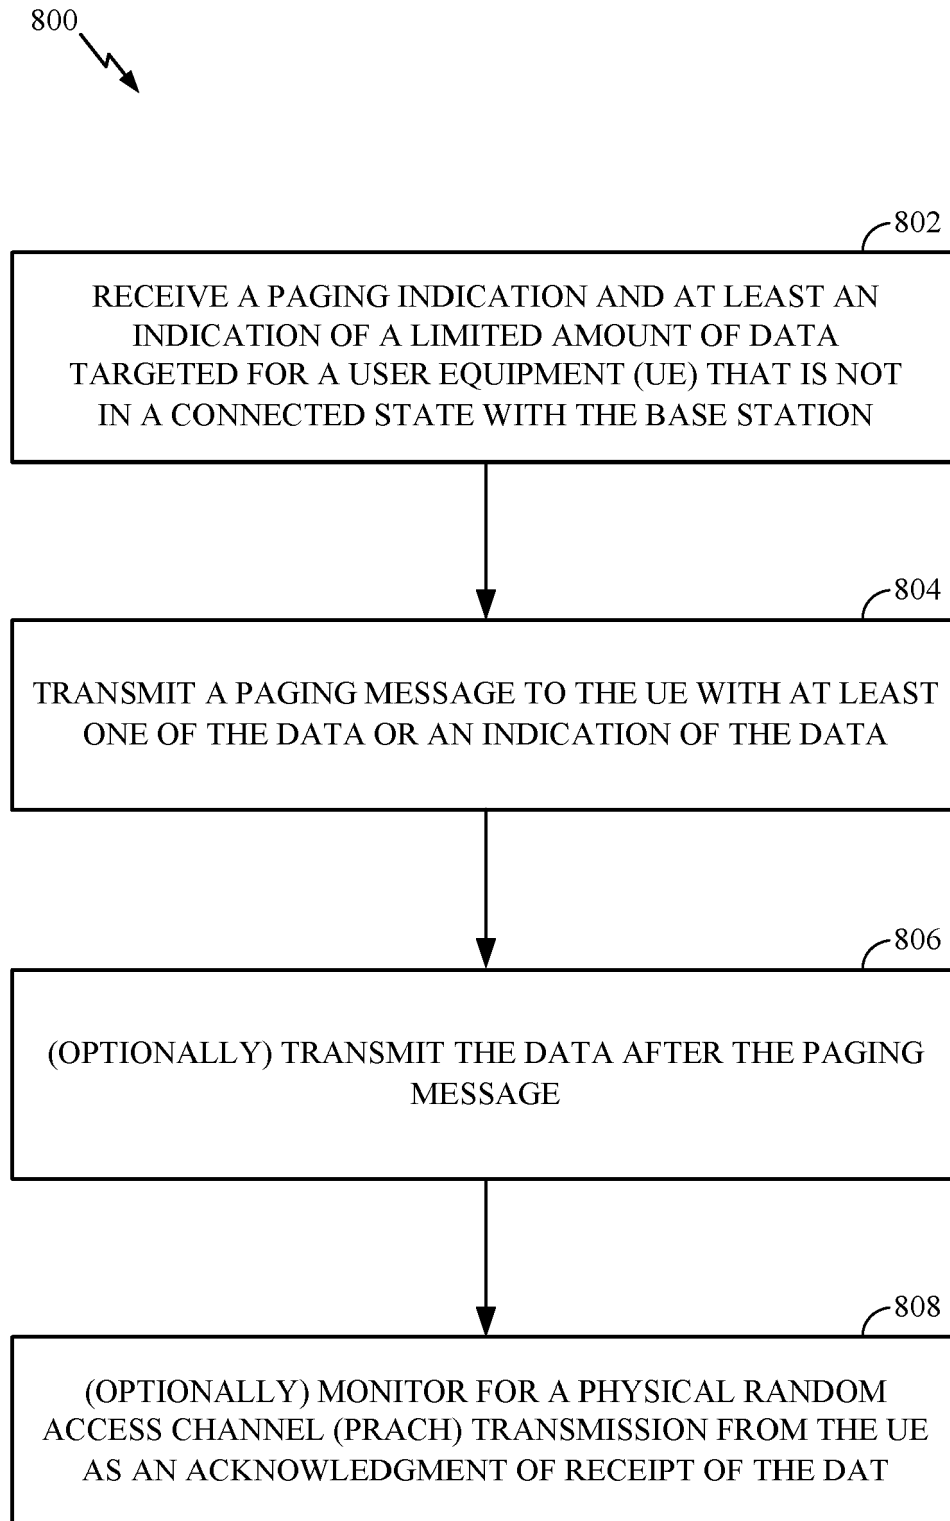 800
802
RECEIVE A PAGING INDICATION AND AT LEAST AN
INDICATION OF A LIMITED AMOUNT OF DATA
TARGETED FOR A USER EQUIPMENT (UE) THAT IS NOT
IN A CONNECTED STATE WITH THE BASE STATION
804
TRANSMIT A PAGING MESSAGE TO THE UE WITH AT LEAST
ONE OF THE DATA OR AN INDICATION OF THE DATA
806
(OPTIONALLY) TRANSMIT THE DATA AFTER THE PAGING
MESSAGE
808
(OPTIONALLY) MONITOR FOR A PHYSICAL RANDOM
ACCESS CHANNEL (PRACH) TRANSMISSION FROM THE UE
AS AN ACKNOWLEDGMENT OF RECEIPT OF THE DAT